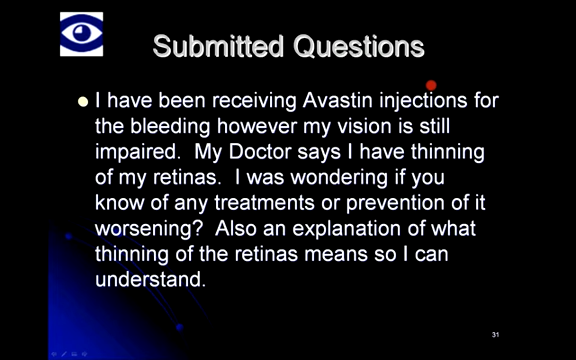 Submitted Questions
I have been receiving Avastin injections for
the bleeding however my vision is still
impaired.  My Doctor says I have thinning
of my retinas.  I was wondering if you
know of any treatments or prevention of it
worsening?  Also an explanation of what
thinning of the retinas means so I can
understand.
31